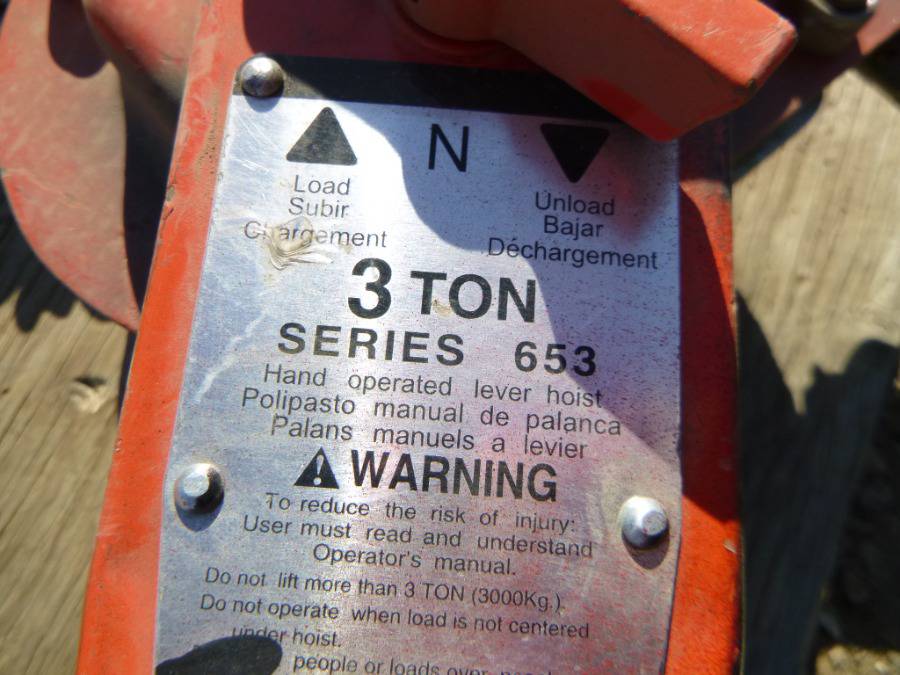 N
Load
Subir
Chargement
Unload
Bajar
Déchargement
3 TON
SERIES 653
Hand operated lever hoist
Polipasto manual de palanca
Palans manuels a levier
WARNING
To reduce the risk of injury:
User must read and understand
Operator's manual.
Do not lift more than 3 TON (3000Kg.)
Do not operate when load is not centered
under hoist.
people or loads over